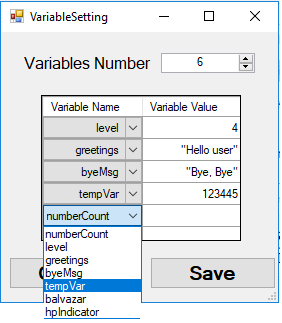 VariableSetting
Variables Number 6
Variable Name Variable Value
level 4
greetings "Hello user"
byeMsg "Bye, Bye"
tempVar 123445
numberCount
numberCount
level
greetings
byeMsg
tempVar
balvazar
hpIndicator
Save